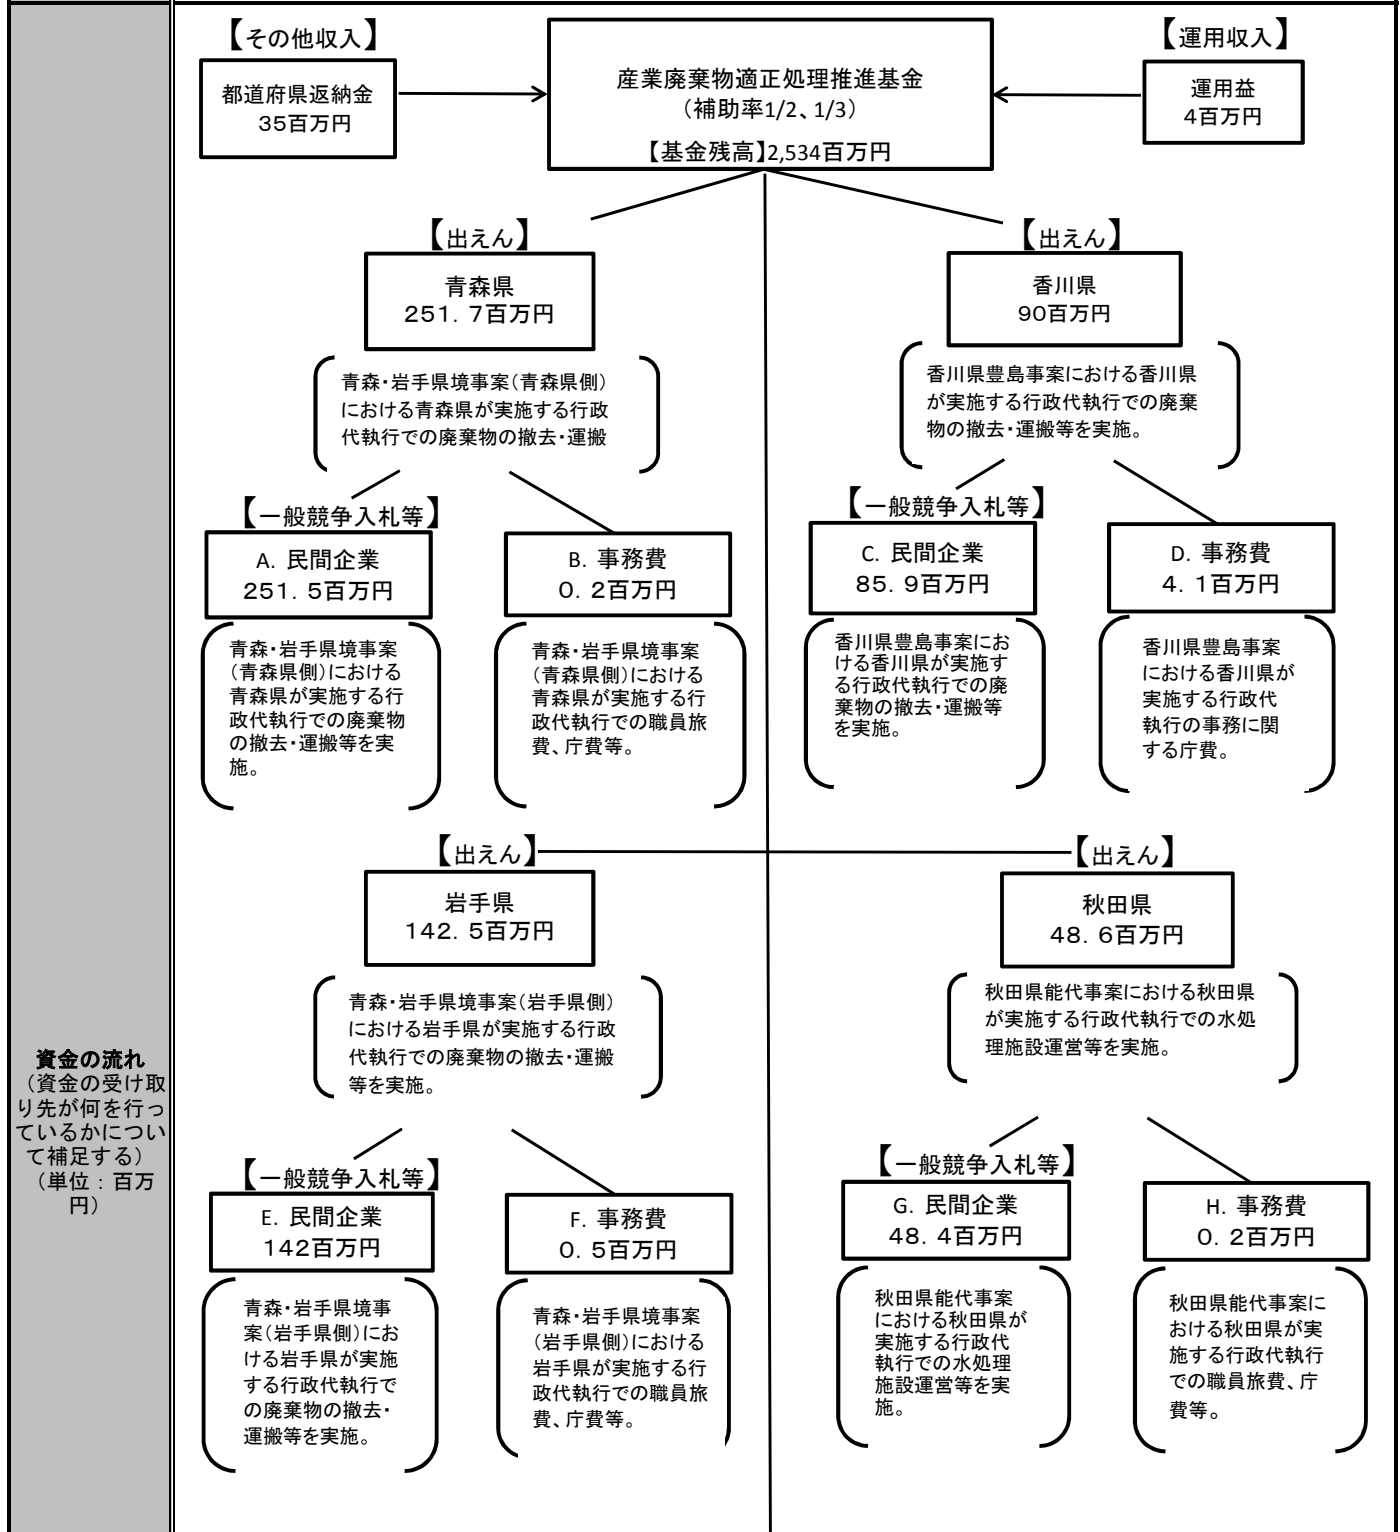 資金の流れ
（資金の受け取
り先が何を行っ
ているかについ
て補足する）
（単位：百万
円）
【その他収入】
都道府県返納金
35百万円
産業廃棄物適正処理推進基金
（補助率1/2、1/3）
【基金残高】2,534百万円
【運用収入】
運用益
4百万円
【出えん】
青森県
251．7百万円
青森・岩手県境事案（青森県側）
における青森県が実施する行政
代執行での廃棄物の撤去・運搬
【出えん】
香川県
90百万円
香川県豊島事案における香川県
が実施する行政代執行での廃棄
物の撤去・運搬等を実施。
【一般競争入札等】
A. 民間企業
251．5百万円
青森・岩手県境事案
（青森県側）における
青森県が実施する行
政代執行での廃棄物
の撤去・運搬等を実
施。
B. 事務費
0．2百万円
青森・岩手県境事案
（青森県側）における
青森県が実施する行
政代執行での職員旅
費、庁費等。
【一般競争入札等】
C. 民間企業
85．9百万円
香川県豊島事案にお
ける香川県が実施す
る行政代執行での廃
棄物の撤去・運搬等
を実施。
D. 事務費
4．1百万円
香川県豊島事案
における香川県が
実施する行政代
執行の事務に関
する庁費。
【出えん】
岩手県
142．5百万円
青森・岩手県境事案（岩手県側）
における岩手県が実施する行政
代執行での廃棄物の撤去・運搬
等を実施。
【出えん】
秋田県
48．6百万円
秋田県能代事案における秋田県
が実施する行政代執行での水処
理施設運営等を実施。
【一般競争入札等】
E. 民間企業
142百万円
青森・岩手県境事
案（岩手県側）にお
ける岩手県が実施
する行政代執行で
の廃棄物の撤去・
運搬等を実施。
F. 事務費
0．5百万円
青森・岩手県境事案
（岩手県側）における
岩手県が実施する行
政代執行での職員旅
費、庁費等。
【一般競争入札等】
G. 民間企業
48．4百万円
秋田県能代事案
における秋田県が
実施する行政代
執行での水処理
施設運営等を実
施。
H. 事務費
0．2百万円
秋田県能代事案に
おける秋田県が実
施する行政代執行
での職員旅費、庁
費等。